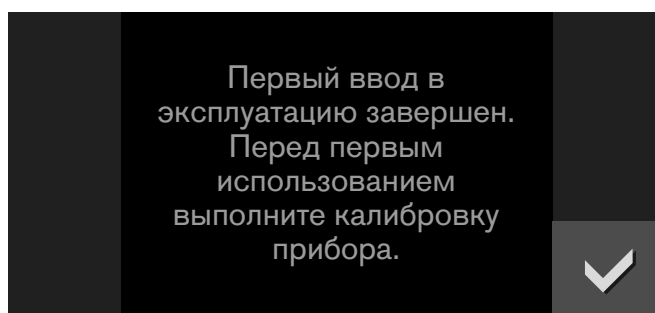 Первый ввод в
эксплуатацию завершен.
Перед первым
использованием
выполните калибровку
прибора.